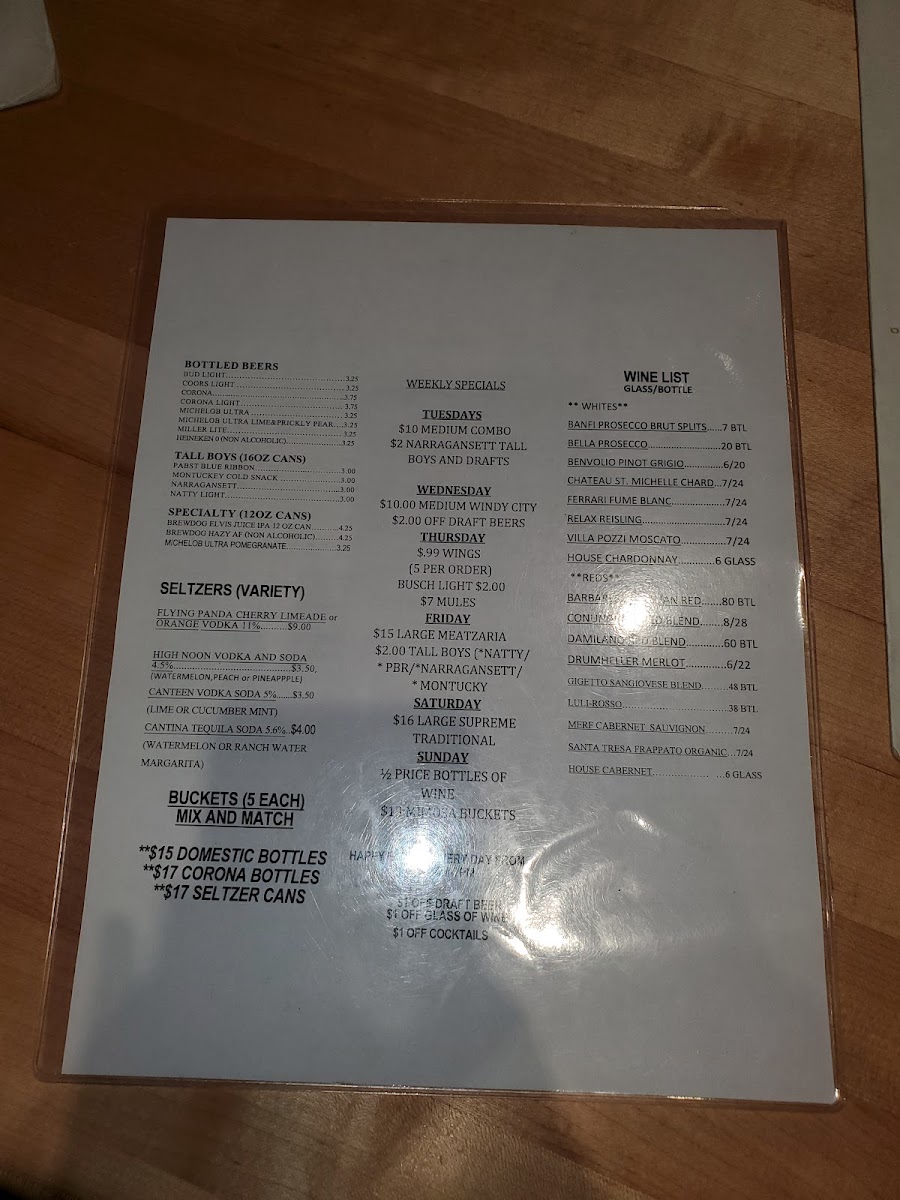 BOTTLED BEERS
BUD LIGHT........3.25
COORS LIGHT........3.25
CORONA........3.75
CORONA LIGHT........3.75
MICHELOB ULTRA........3.25
MICHELOB ULTRA LIME&PRICKLY PEAR....3.25
MILLER LITE........3.25
HEINEKEN 0 (NON ALCOHOLIC)........3.25
TALL BOYS (16OZ CANS)
PABST BLUE RIBBON........3.00
MONTUCKEY COLD SNACK ........3.00
NARRAGANSETT........3.00
NATTY LIGHT........3.00
SPECIALTY (12OZ CANS)
BREWDOG ELVIS JUICE IPA 12 OZ CAN........4.25
BREWDOG HAZY AF (NON ALCOHOLIC)........4.25
MICHELOB ULTRA POMEGRANATE........3.25
SELTZERS (VARIETY)
FLYING PANDA CHERRY LIMEADE or
ORANGE VODKA 11%..........$9.00
HIGH NOON VODKA AND SODA
4.5%........$3.50,
(WATERMELON,PEACH or PINEAPPPLE)
CANTEEN VODKA SODA 5%......$3.50
(LIME OR CUCUMBER MINT)
CANTINA TEQUILA SODA 5.6%..$4.00
(WATERMELON OR RANCH WATER
MARGARITA)
BUCKETS (5 EACH)
MIX AND MATCH
**$15 DOMESTIC BOTTLES
**$17 CORONA BOTTLES
**$17 SELTZER CANS
WEEKLY SPECIALS
TUESDAYS
$10 MEDIUM COMBO
$2 NARRAGANSETT TALL
BOYS AND DRAFTS
WEDNESDAY
$10.00 MEDIUM WINDY CITY
$2.00 OFF DRAFT BEERS
THURSDAY
$.99 WINGS
(5 PER ORDER)
BUSCH LIGHT $2.00
$7 MULES
FRIDAY
$15 LARGE MEATZARIA
$2.00 TALL BOYS (*NATTY/
* PBR/*NARRAGANSETT/
* MONTUCKY
SATURDAY
$16 LARGE SUPREME
TRADITIONAL
SUNDAY
½ PRICE BOTTLES OF
WINE
MIMOSA BUCKETS
HAPPY DAY FROM
$1 OFF DRAFT BEER
$1 OFF GLASS OF WINE
$1 OFF COCKTAILS
WINE LIST
GLASS/BOTTLE
** WHITES**
BANFI PROSECCO BRUT SPLITS.....7 BTL
BELLA PROSECCO........20 BTL
BENVOLIO PINOT GRIGIO........6/20
CHATEAU ST. MICHELLE CHARD...7/24
FERRARI FUME BLANC........7/24
RELAX REISLING........7/24
VILLA POZZI MOSCATO........7/24
HOUSE CHARDONNAY........6 GLASS
**REDS**
RED.......80 BTL
BLEND.......8/28
DAMILANO BLEND........60 BTL
DRUMHELLER MERLOT........6/22
GIGETTO SANGIOVESE BLEND........48 BTL
LULI-ROSSO........38 BTL
MERF CABERNET SAUVIGNON........7/24
SANTA TRESA FRAPPATO ORGANIC...7/24
HOUSE CABERNET........6 GLASS